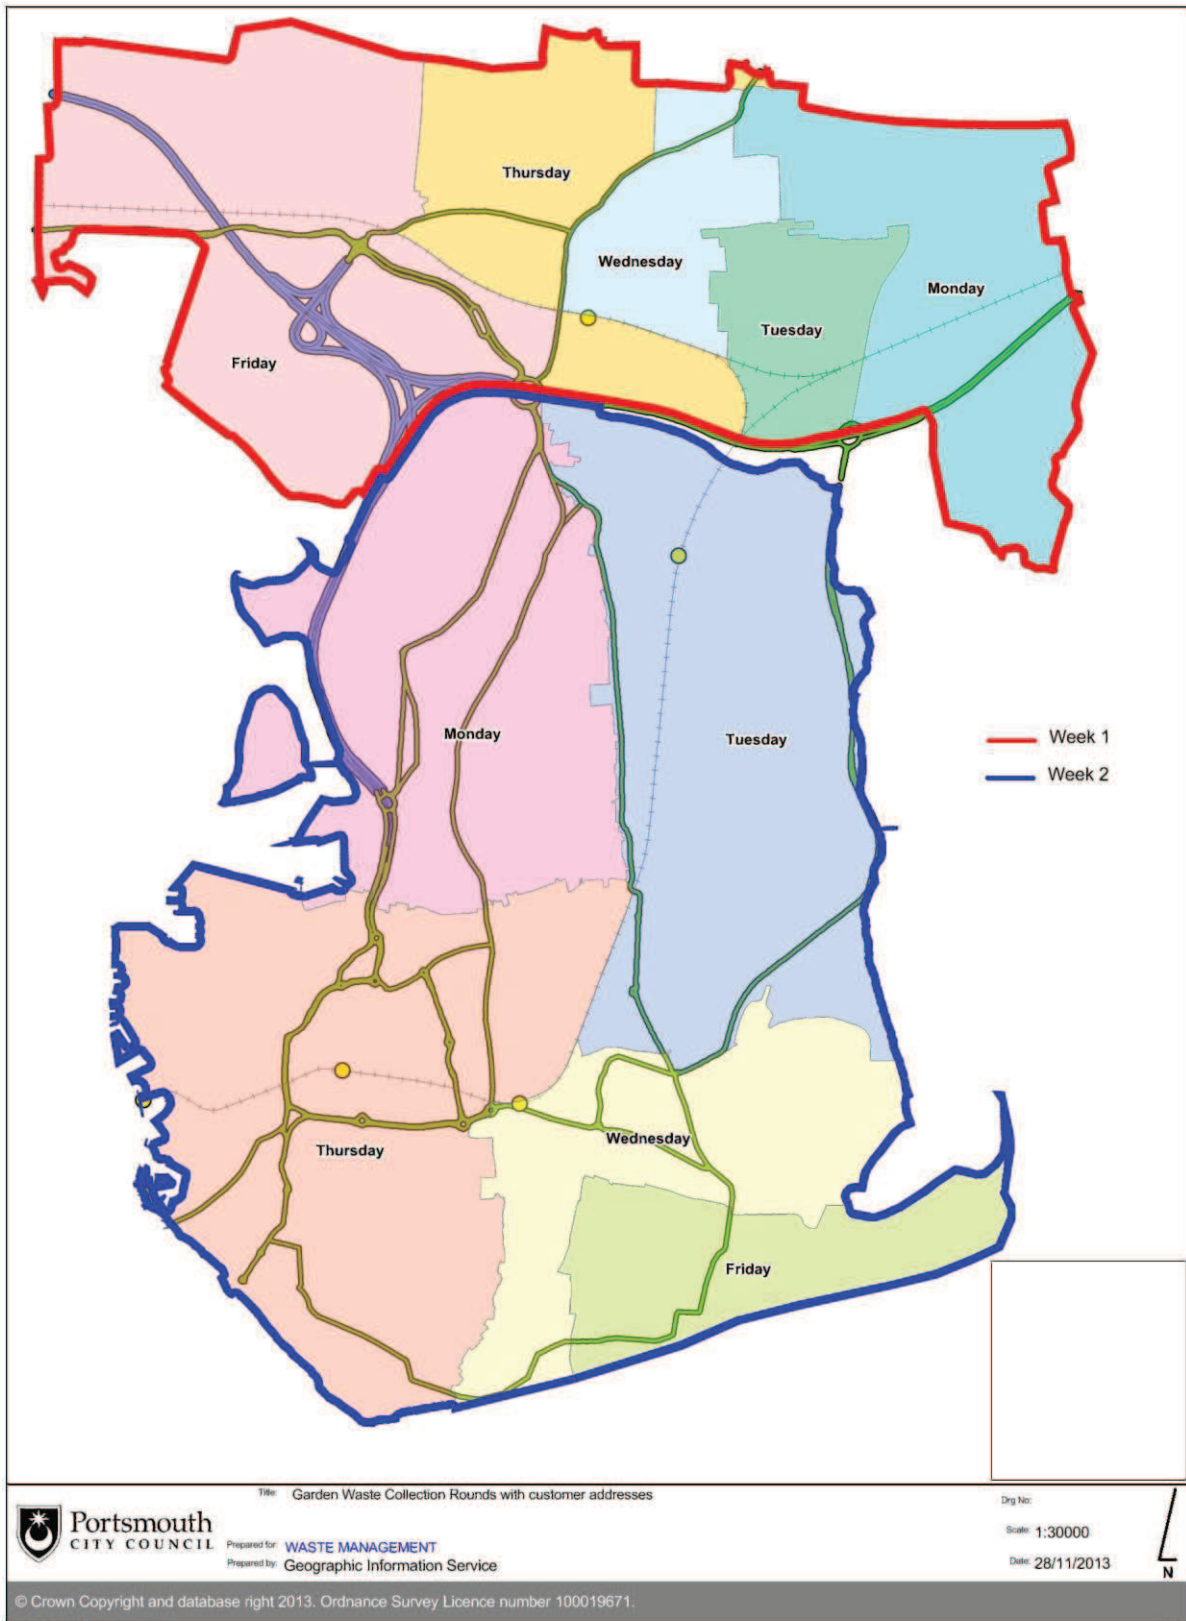 Thursday
Wednesday
Monday
Tuesday
Friday
Monday
Tuesday
Week 1
Week 2
Wednesday
Thursday
Friday
Title: Garden Waste Collection Rounds with customer addresses
Portsmouth
CITY COUNCIL
Prepared for: WASTE MANAGEMENT
Prepared by: Geographic Information Service
Drg No:
Scale: 1:30000
Date: 28/11/2013
N
© Crown Copyright and database right 2013. Ordnance Survey Licence number 100019671.